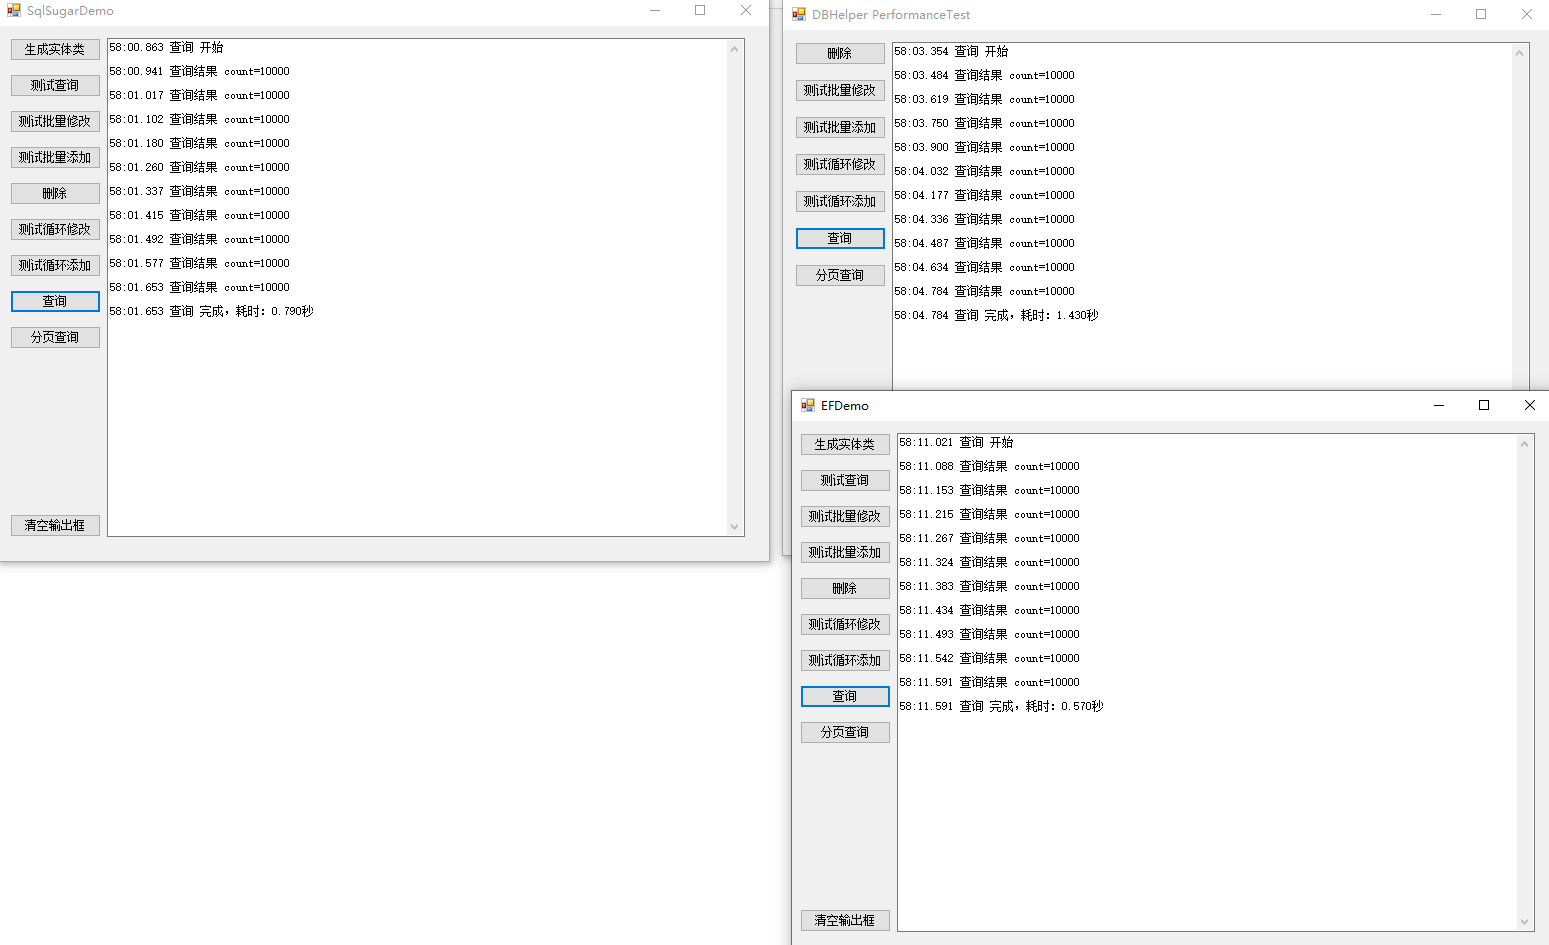 SqlSugarDemo
生成实体类
测试查询
测试批量修改
测试批量添加
删除
测试循环修改
测试循环添加
查询
分页查询
清空输出框
58:00.863 查询 开始
58:00.941 查询结果 count=10000
58:01.017 查询结果 count=10000
58:01.102 查询结果 count=10000
58:01.180 查询结果 count=10000
58:01.260 查询结果 count=10000
58:01.337 查询结果 count=10000
58:01.415 查询结果 count=10000
58:01.492 查询结果 count=10000
58:01.577 查询结果 count=10000
58:01.653 查询结果 count=10000
58:01.653 查询 完成，耗时：0.790秒
DBHelper PerformanceTest
删除
测试批量修改
测试批量添加
测试循环修改
测试循环添加
查询
分页查询
58:03.354 查询 开始
58:03.484 查询结果 count=10000
58:03.619 查询结果 count=10000
58:03.750 查询结果 count=10000
58:03.900 查询结果 count=10000
58:04.032 查询结果 count=10000
58:04.177 查询结果 count=10000
58:04.336 查询结果 count=10000
58:04.487 查询结果 count=10000
58:04.634 查询结果 count=10000
58:04.784 查询结果 count=10000
58:04.784 查询 完成，耗时：1.430秒
EFDemo
生成实体类
测试查询
测试批量修改
测试批量添加
删除
测试循环修改
测试循环添加
查询
分页查询
清空输出框
58:11.021 查询 开始
58:11.088 查询结果 count=10000
58:11.153 查询结果 count=10000
58:11.215 查询结果 count=10000
58:11.267 查询结果 count=10000
58:11.324 查询结果 count=10000
58:11.383 查询结果 count=10000
58:11.434 查询结果 count=10000
58:11.493 查询结果 count=10000
58:11.542 查询结果 count=10000
58:11.591 查询结果 count=10000
58:11.591 查询 完成，耗时：0.570秒